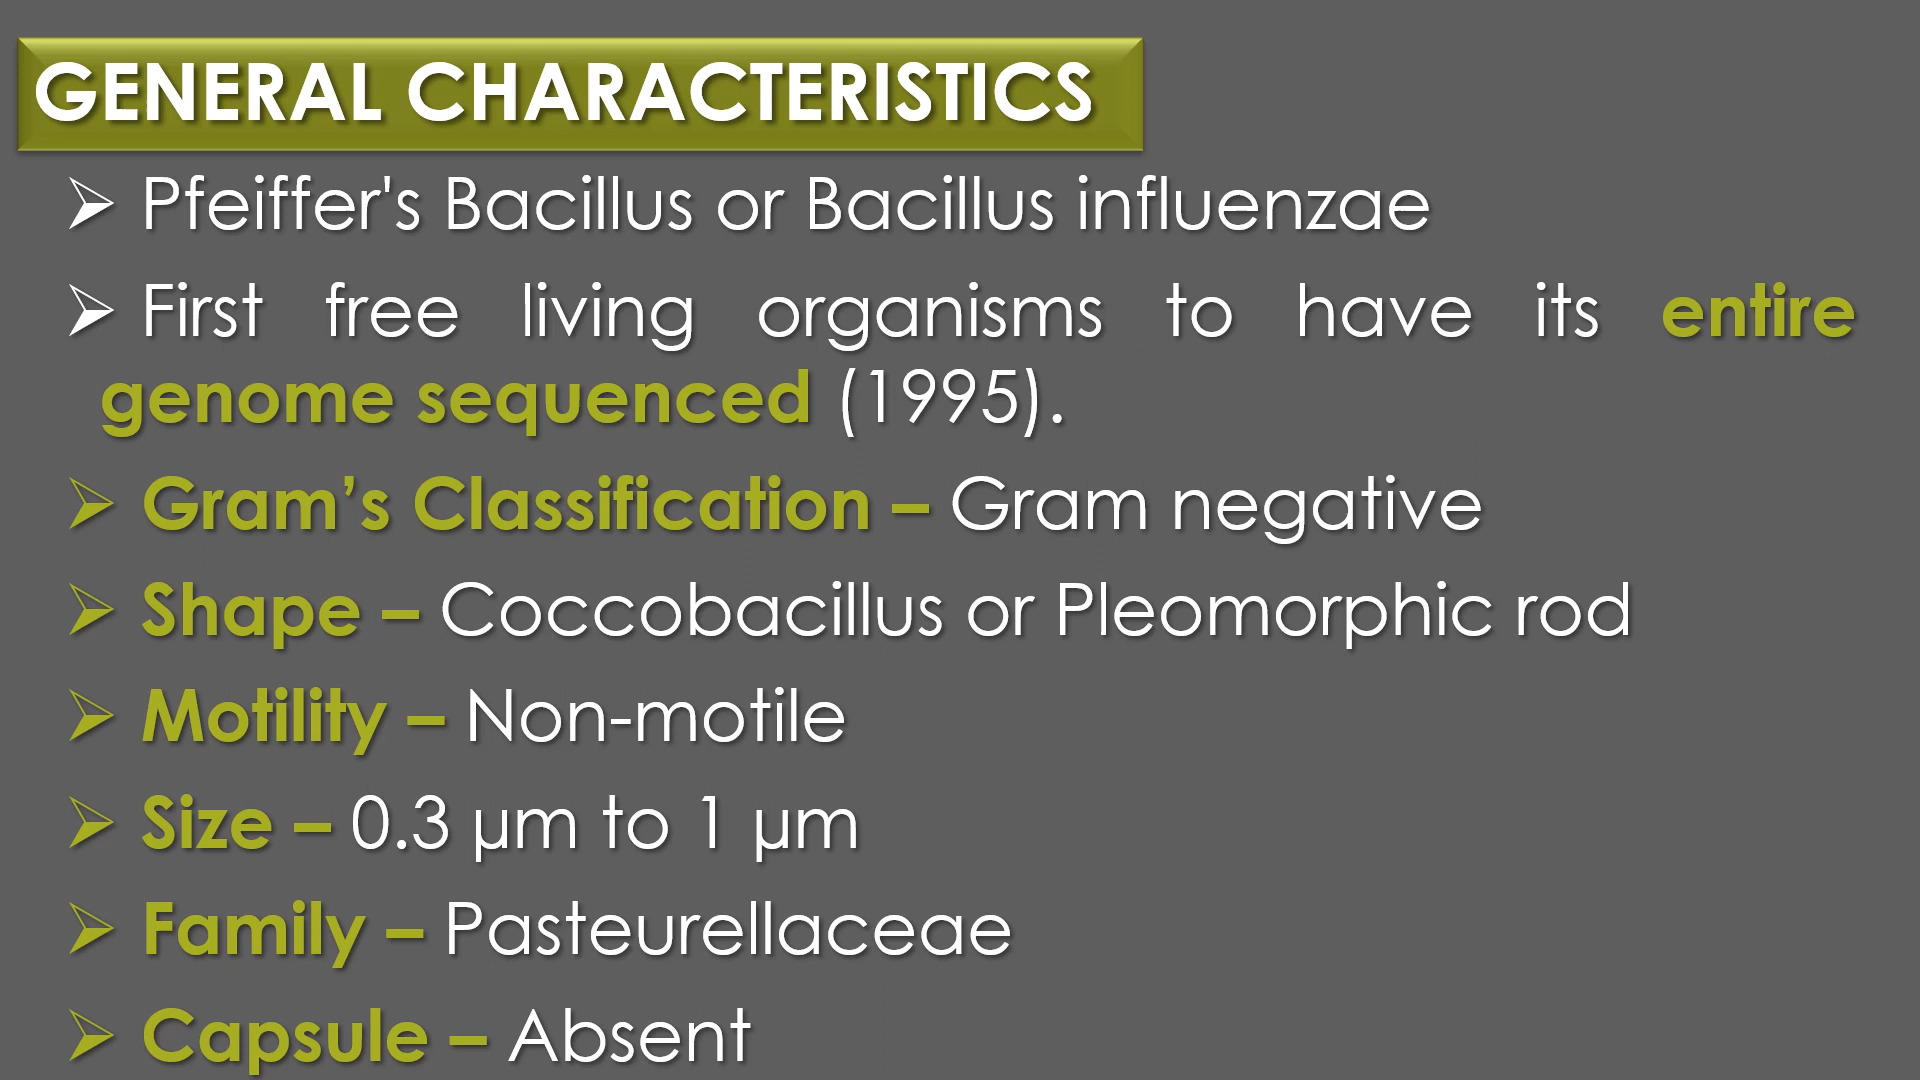 GENERAL CHARACTERISTICS
➢ Pfeiffer's Bacillus or Bacillus influenzae
➢ First free living organisms to have its entire
genome sequenced (1995).
➢ Gram’s Classification – Gram negative
➢ Shape – Coccobacillus or Pleomorphic rod
➢ Motility – Non-motile
➢ Size – 0.3 µm to 1 µm
➢ Family – Pasteurellaceae
➢ Capsule – Absent